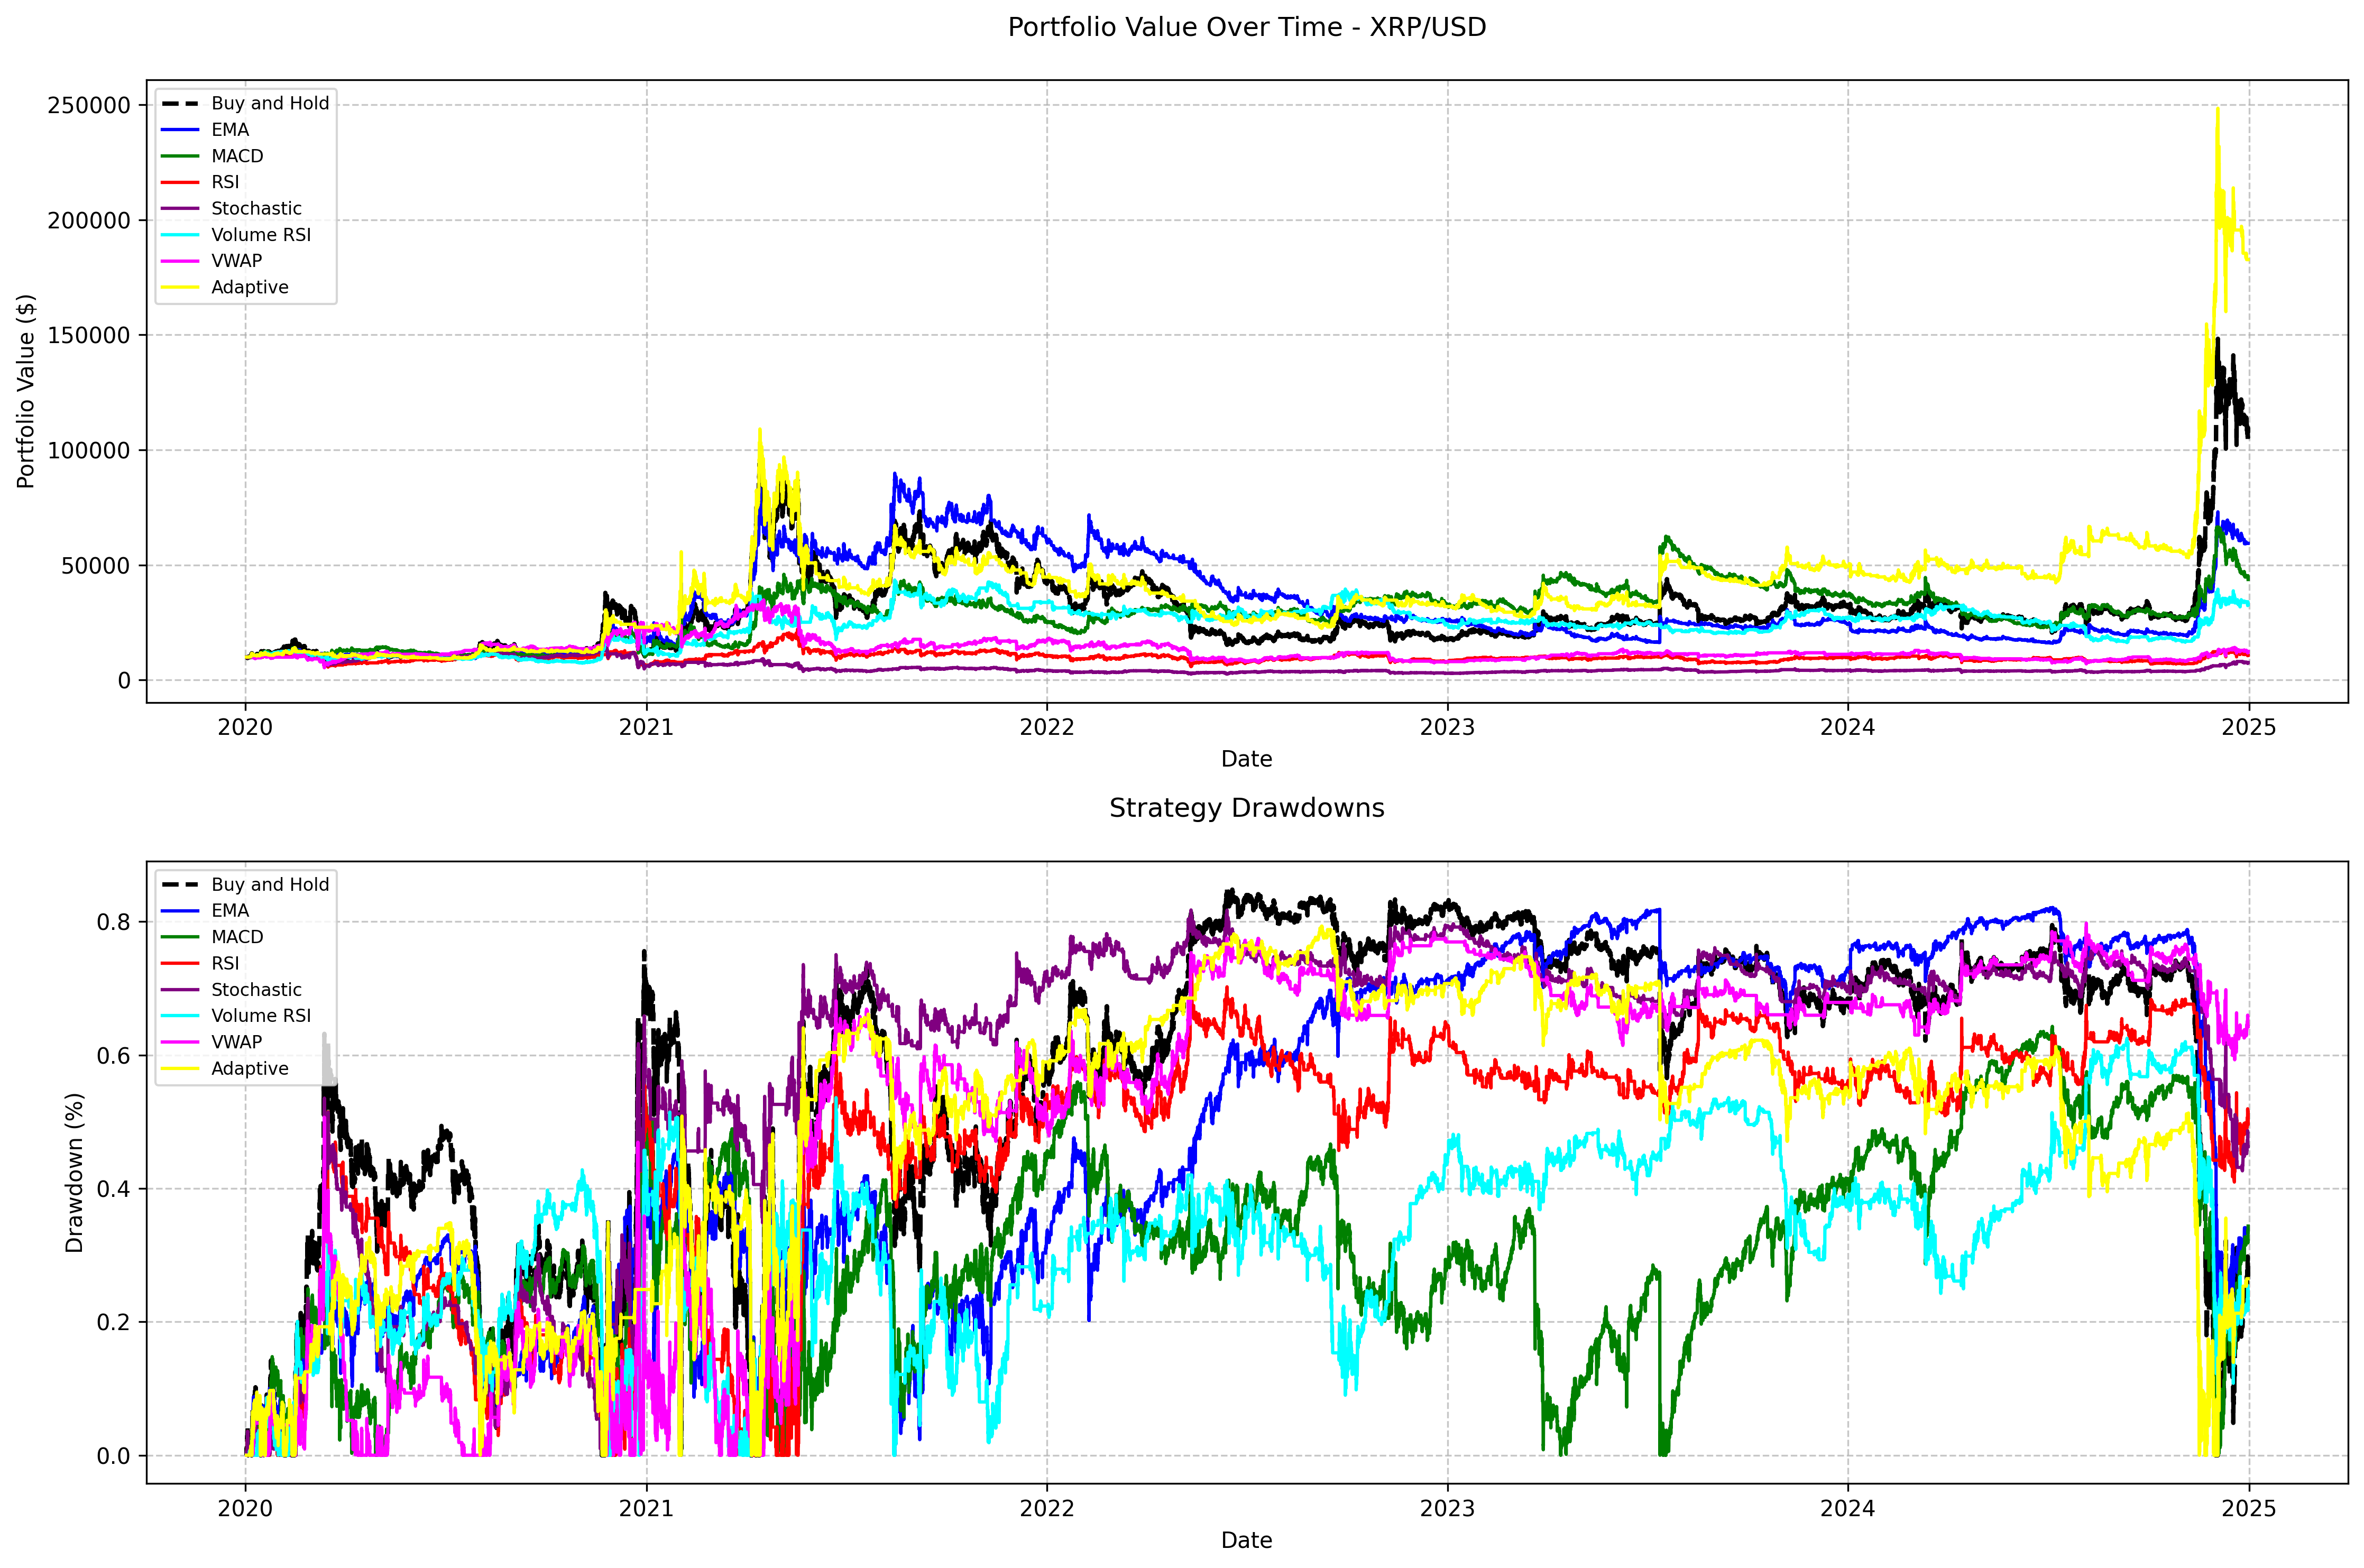 Portfolio Value Over Time - XRP/USD
Portfolio Value ($)
250000
200000
150000
100000
50000
0
Buy and Hold
EMA
MACD
RSI
Stochastic
Volume RSI
VWAP
Adaptive
2020 2021 2022 2023 2024 2025
Date
Strategy Drawdowns
Drawdown (%)
0.8
0.6
0.4
0.2
0.0
Buy and Hold
EMA
MACD
RSI
Stochastic
Volume RSI
VWAP
Adaptive
2020 2021 2022 2023 2024 2025
Date